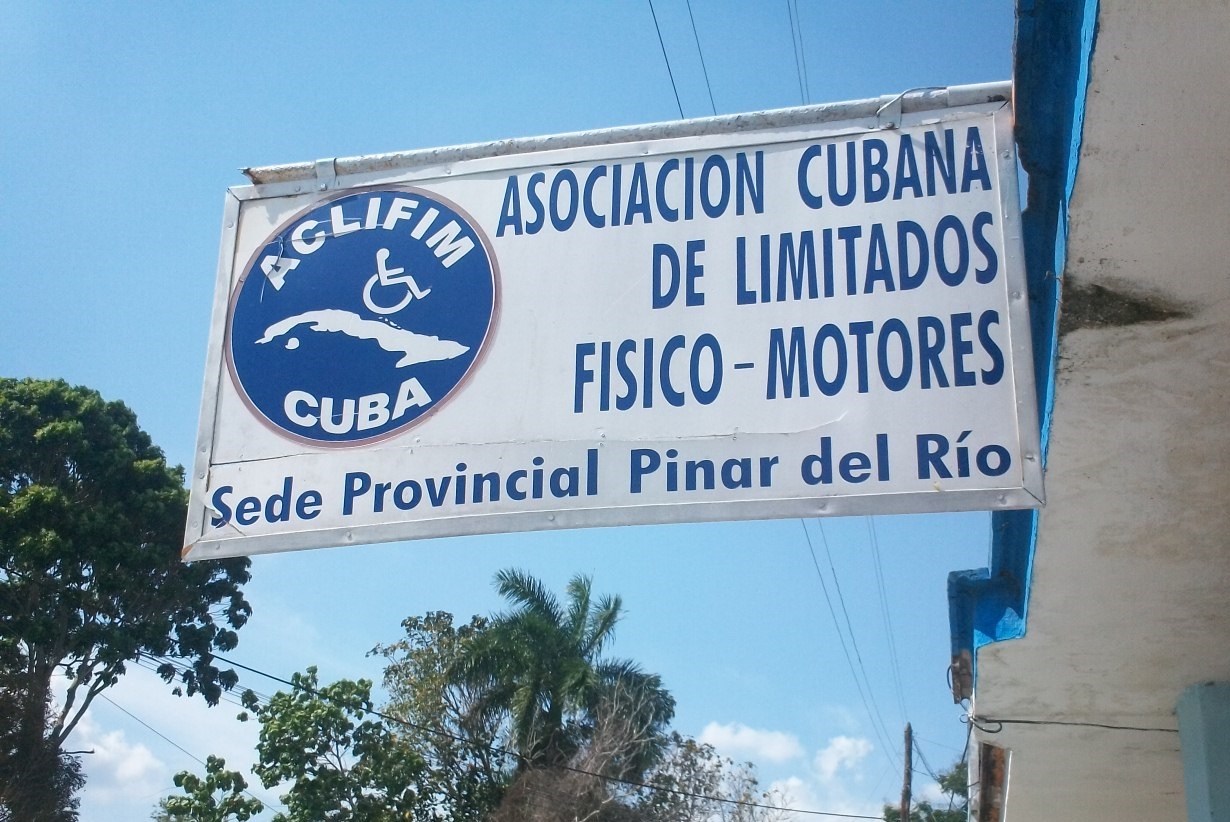 ACLIFIM
CUBA
ASOCIACION CUBANA
DE LIMITADOS
FISICO-MOTORES
Sede Provincial Pinar del Río